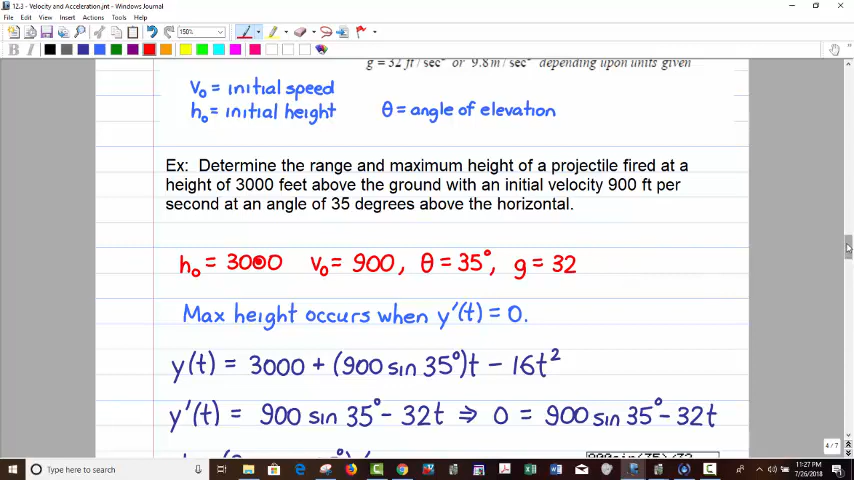 12.3 - Velocity and Acceleration.jnt - Windows Journal
File Edit View Insert Actions Tools Help
150%
B I
g = 32 ft / sec² or 9.8 m / sec² depending upon units given
v₀ = initial speed
h₀ = initial height θ = angle of elevation
Ex: Determine the range and maximum height of a projectile fired at a
height of 3000 feet above the ground with an initial velocity 900 ft per
second at an angle of 35 degrees above the horizontal.
h₀ = 3000 v₀ = 900, θ = 35°, g = 32
Max height occurs when y′(t) = 0.
y(t) = 3000 + (900 sin 35°)t − 16t²
y′(t) = 900 sin 35° − 32t ⇒ 0 = 900 sin 35° − 32t
900sin(35)/32
4 / 7
Type here to search
11:27 PM
7/26/2018